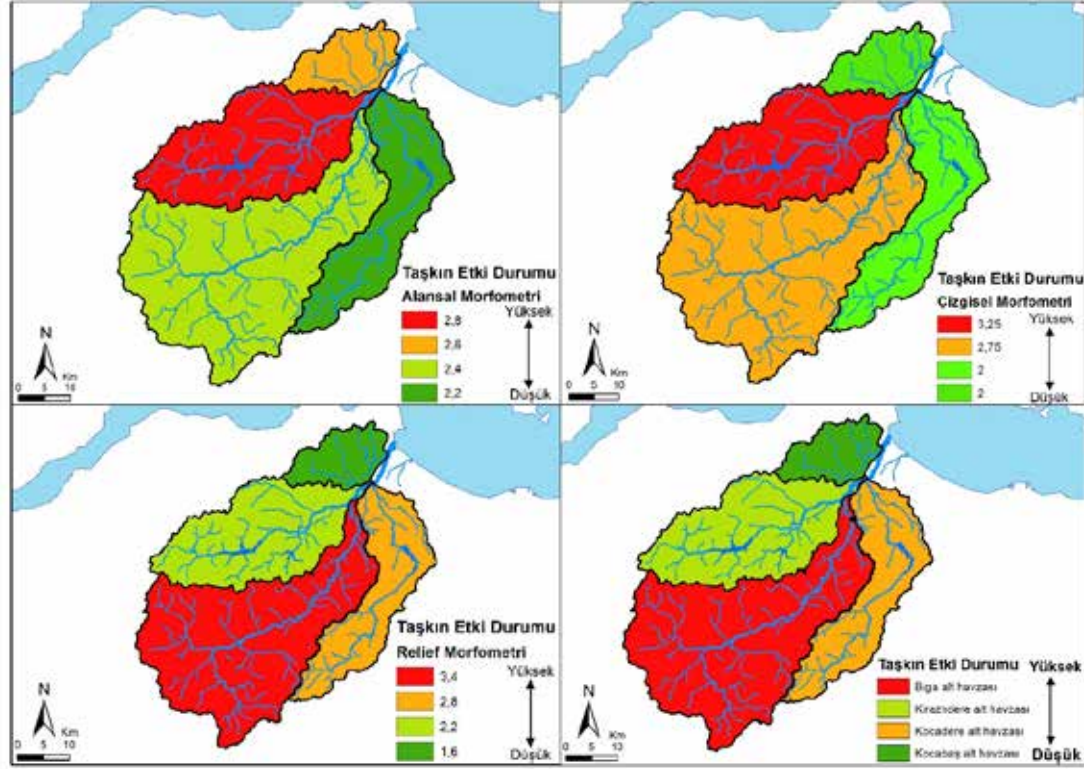 Taşkın Etki Durumu
Alansal Morfometri
Yüksek
2,8
2,6
2,4
2,2
Düşük
N
Km
0 5 10
Taşkın Etki Durumu
Çizgisel Morfometri
Yüksek
3,25
2,75
2
2
Düşük
N
Km
0 5 10
Taşkın Etki Durumu
Relief Morfometri
Yüksek
3,4
2,8
2,2
1,6
Düşük
N
Km
0 5 10
Taşkın Etki Durumu Yüksek
Biga alt havzası
Kirazlıdere alt havzası
Kocadere alt havzası
Kocabaş alt havzası
Düşük
N
Km
0 5 10